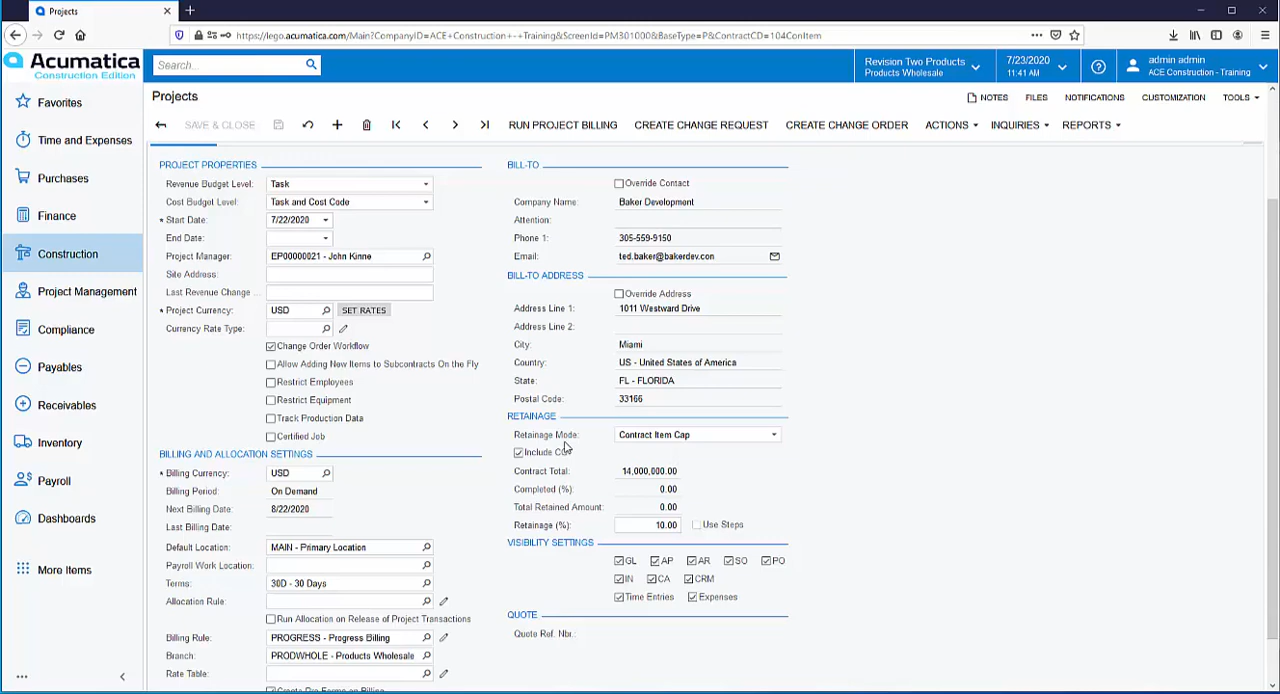 Projects
https://lego.acumatica.com/Main?CompanyID=ACE+Construction+-+Training&ScreenId=PM301000&BaseType=P&ContractCD=104ConItem
Acumatica
Construction Edition
Search...
Revision Two Products
Products Wholesale
7/23/2020
11:41 AM
admin admin
ACE Construction - Training
Favorites
Time and Expenses
Purchases
Finance
Construction
Project Management
Compliance
Payables
Receivables
Inventory
Payroll
Dashboards
More Items
Projects
NOTES FILES NOTIFICATIONS CUSTOMIZATION TOOLS
SAVE & CLOSE RUN PROJECT BILLING CREATE CHANGE REQUEST CREATE CHANGE ORDER ACTIONS INQUIRIES REPORTS
PROJECT PROPERTIES
Revenue Budget Level: Task
Cost Budget Level: Task and Cost Code
* Start Date: 7/22/2020
End Date:
Project Manager: EP00000021 - John Kinne
Site Address:
Last Revenue Change ...
* Project Currency: USD SET RATES
Currency Rate Type:
Change Order Workflow
Allow Adding New Items to Subcontracts On the Fly
Restrict Employees
Restrict Equipment
Track Production Data
Certified Job
BILLING AND ALLOCATION SETTINGS
* Billing Currency: USD
Billing Period: On Demand
Next Billing Date: 8/22/2020
Last Billing Date:
Default Location: MAIN - Primary Location
Payroll Work Location:
Terms: 30D - 30 Days
Allocation Rule:
Run Allocation on Release of Project Transactions
Billing Rule: PROGRESS - Progress Billing
Branch: PRODWHOLE - Products Wholesale
Rate Table:
BILL-TO
Override Contact
Company Name: Baker Development
Attention:
Phone 1: 305-559-9150
Email: ted.baker@bakerdev.con
BILL-TO ADDRESS
Override Address
Address Line 1: 1011 Westward Drive
Address Line 2:
City: Miami
Country: US - United States of America
State: FL - FLORIDA
Postal Code: 33166
RETAINAGE
Retainage Mode: Contract Item Cap
Include
Contract Total: 14,000,000.00
Completed (%): 0.00
Total Retained Amount: 0.00
Retainage (%): 10.00 Use Steps
VISIBILITY SETTINGS
GL AP AR SO PO
IN CA CRM
Time Entries Expenses
QUOTE
Quote Ref. Nbr.: